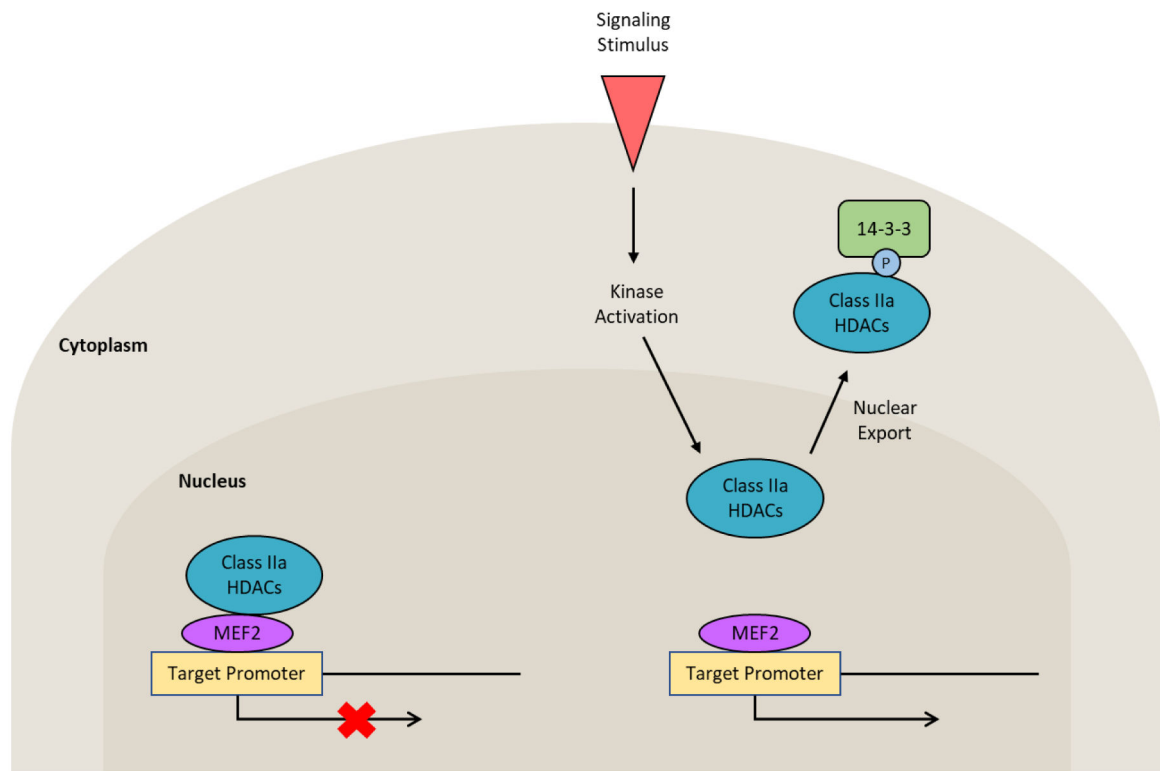 Signaling
Stimulus
14-3-3
P
Class IIa
HDACs
Kinase
Activation
Cytoplasm
Nuclear
Export
Nucleus
Class IIa
HDACs
Class IIa
HDACs
MEF2
Target Promoter
MEF2
Target Promoter